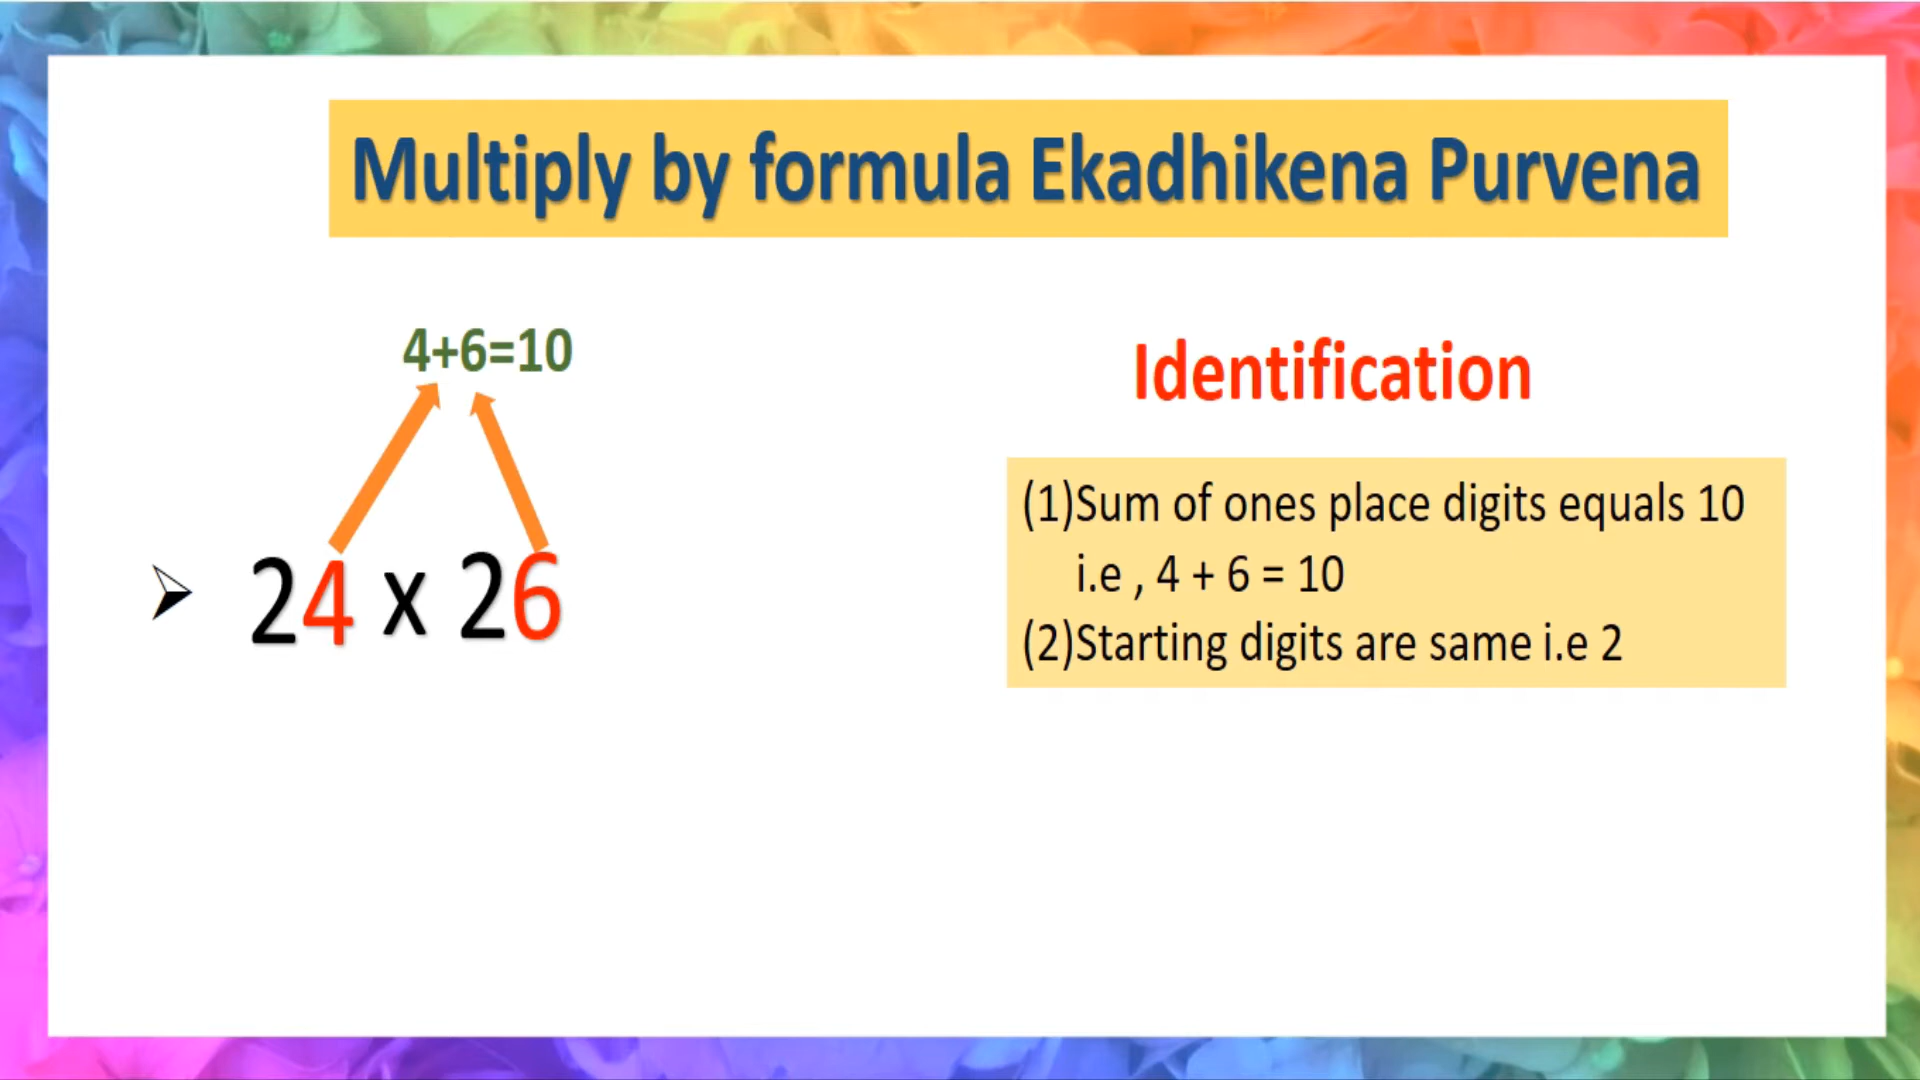 Multiply by formula Ekadhikena Purvena
4+6=10
24 x 26
Identification
(1)Sum of ones place digits equals 10
i.e , 4 + 6 = 10
(2)Starting digits are same i.e 2